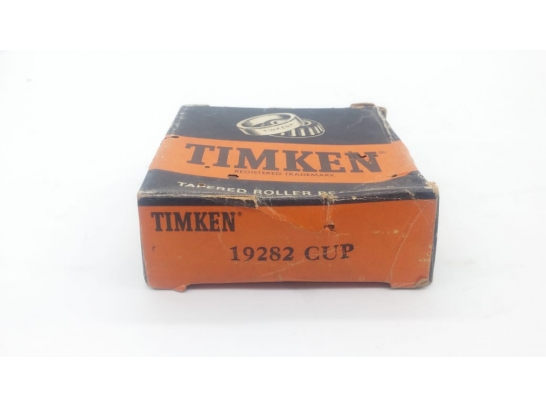 TIMKEN
REGISTERED TRADEMARK
TAPERED ROLLER
TIMKEN®
19282 CUP